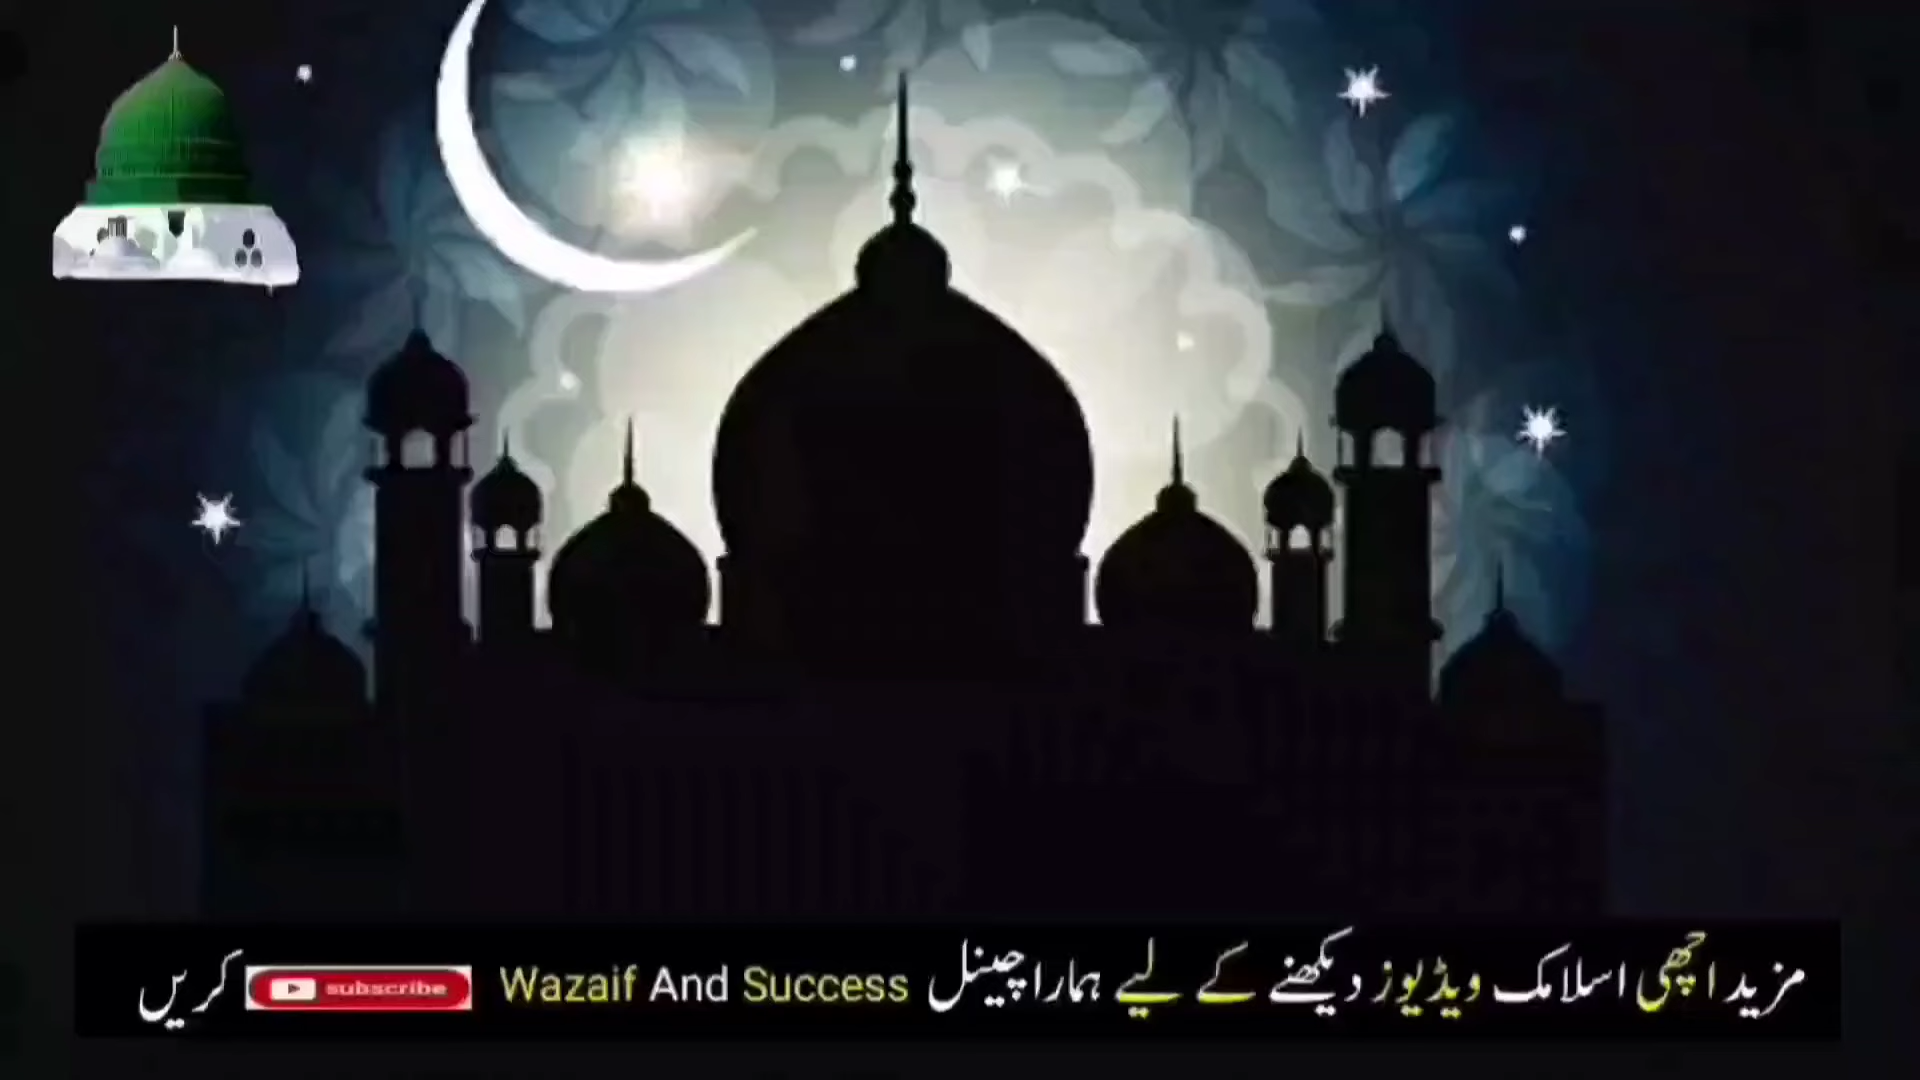 مزید اچھی اسلامک ویڈیوز دیکھنے کے لیے ہمارا چینل Wazaif And Success subscribe کریں